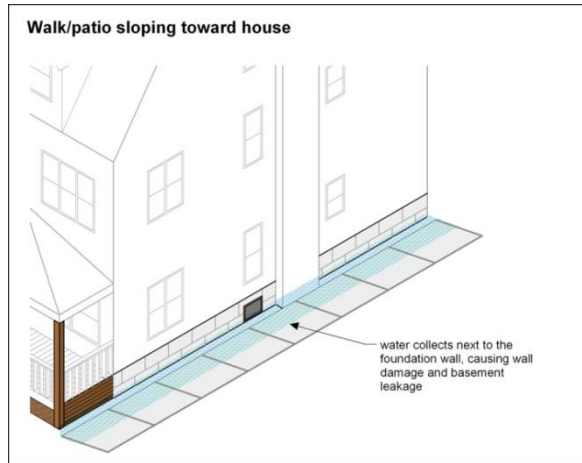 Walk/patio sloping toward house
water collects next to the
foundation wall, causing wall
damage and basement
leakage